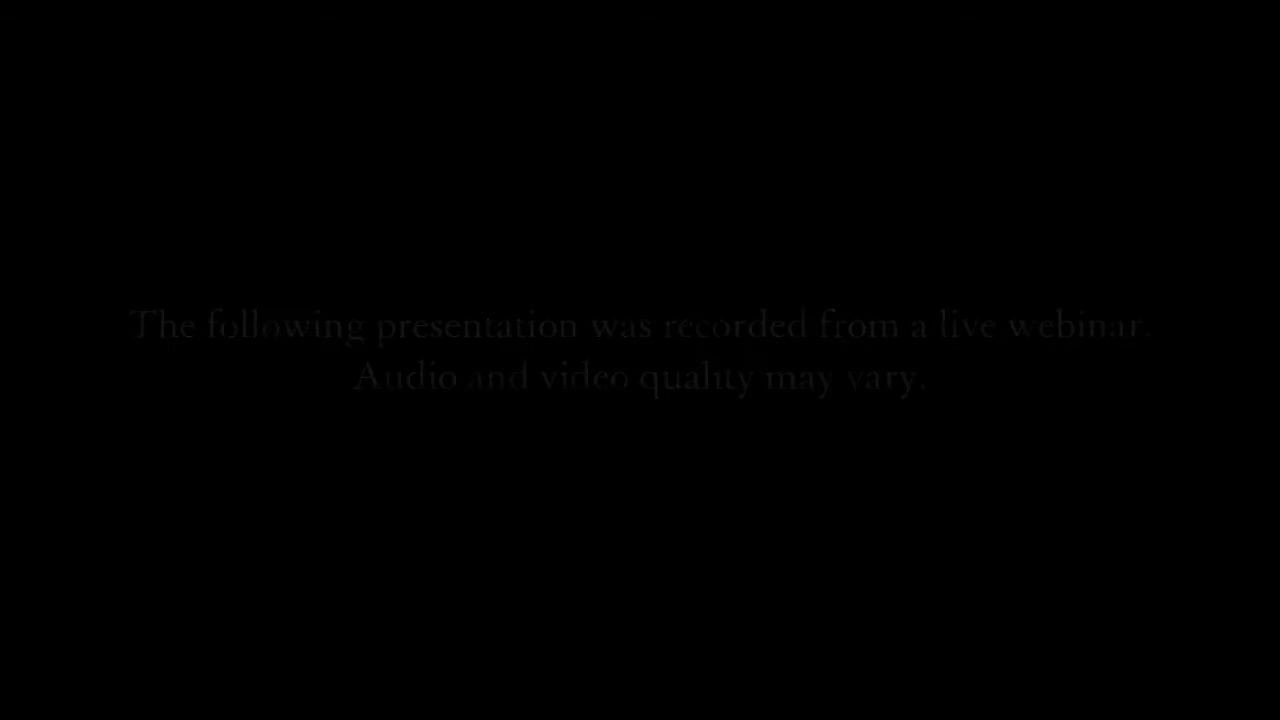 The following presentation was recorded from a live webinar.
Audio and video quality may vary.